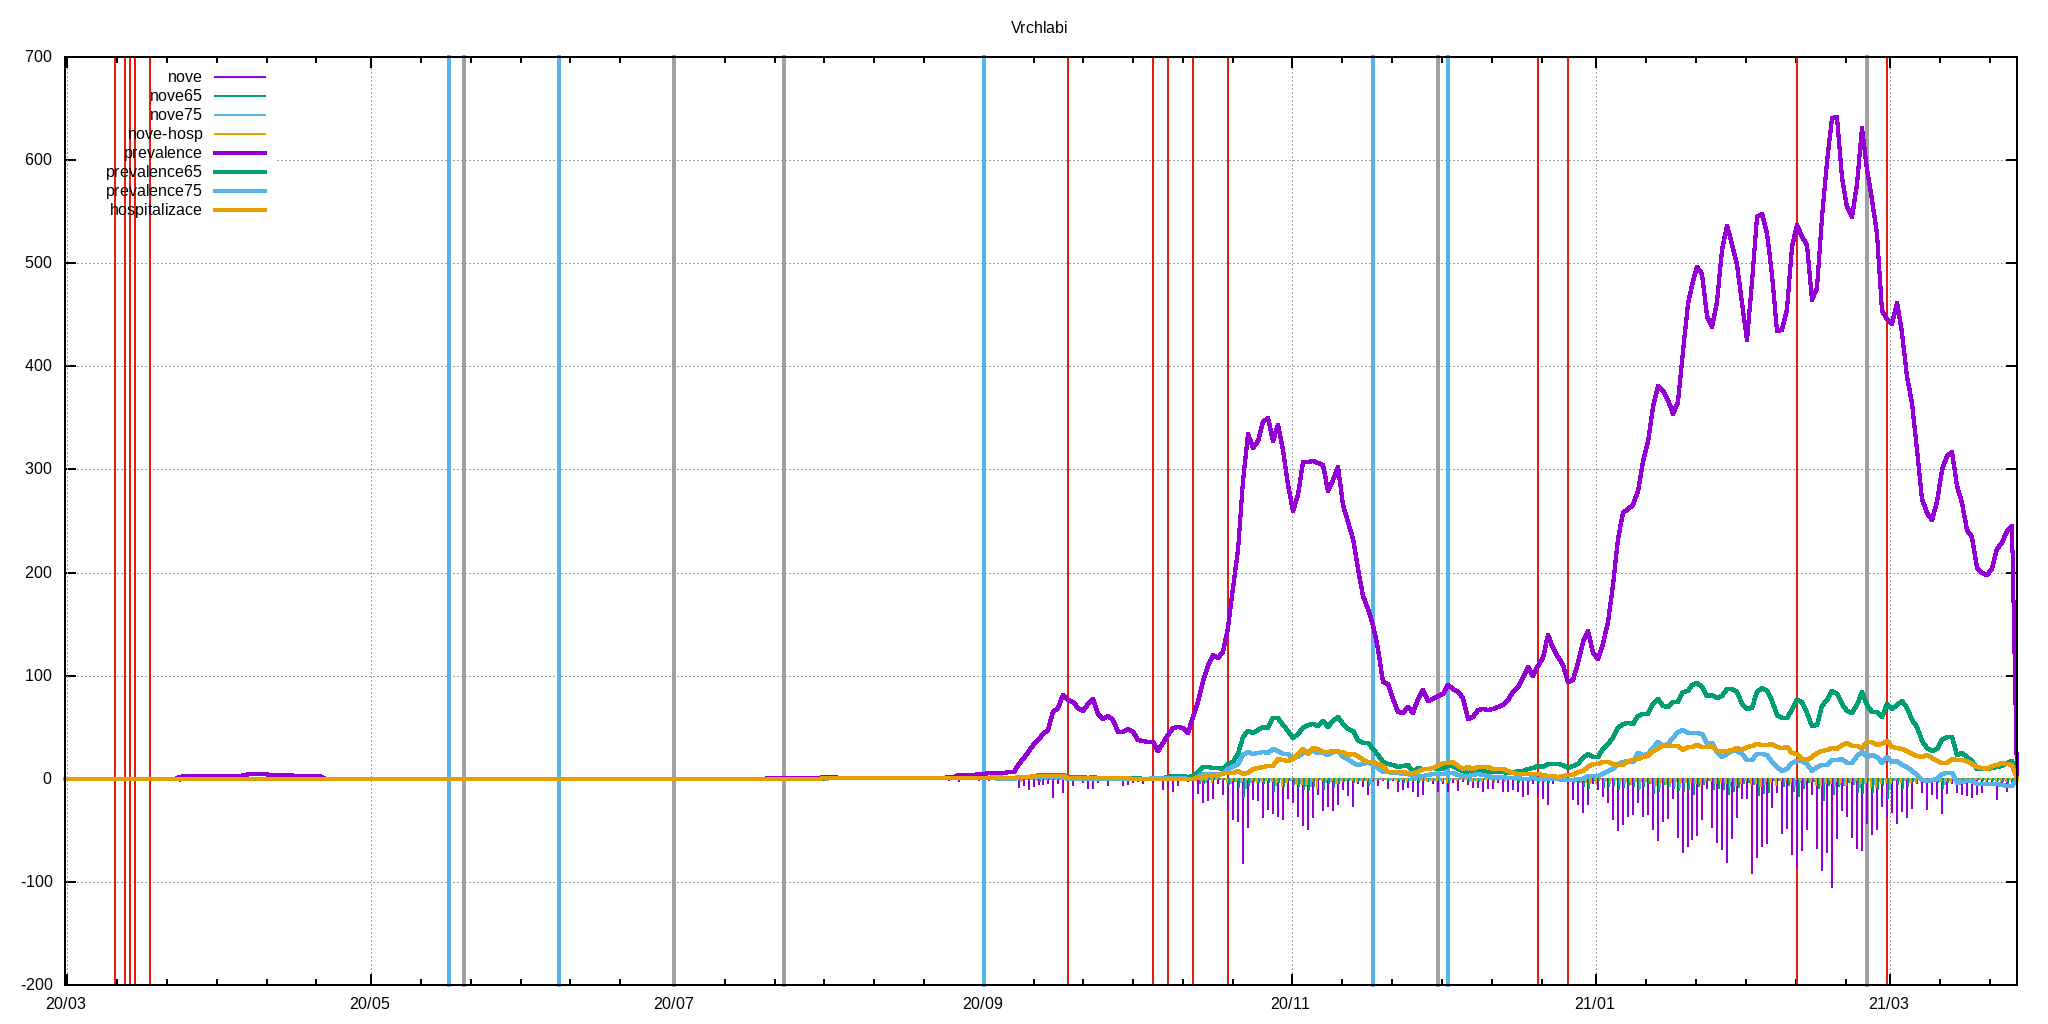 Vrchlabi
700
600
500
400
300
200
100
0
-100
-200
nove
nove65
nove75
nove-hosp
prevalence
prevalence65
prevalence75
hospitalizace
20/03 20/05 20/07 20/09 20/11 21/01 21/03